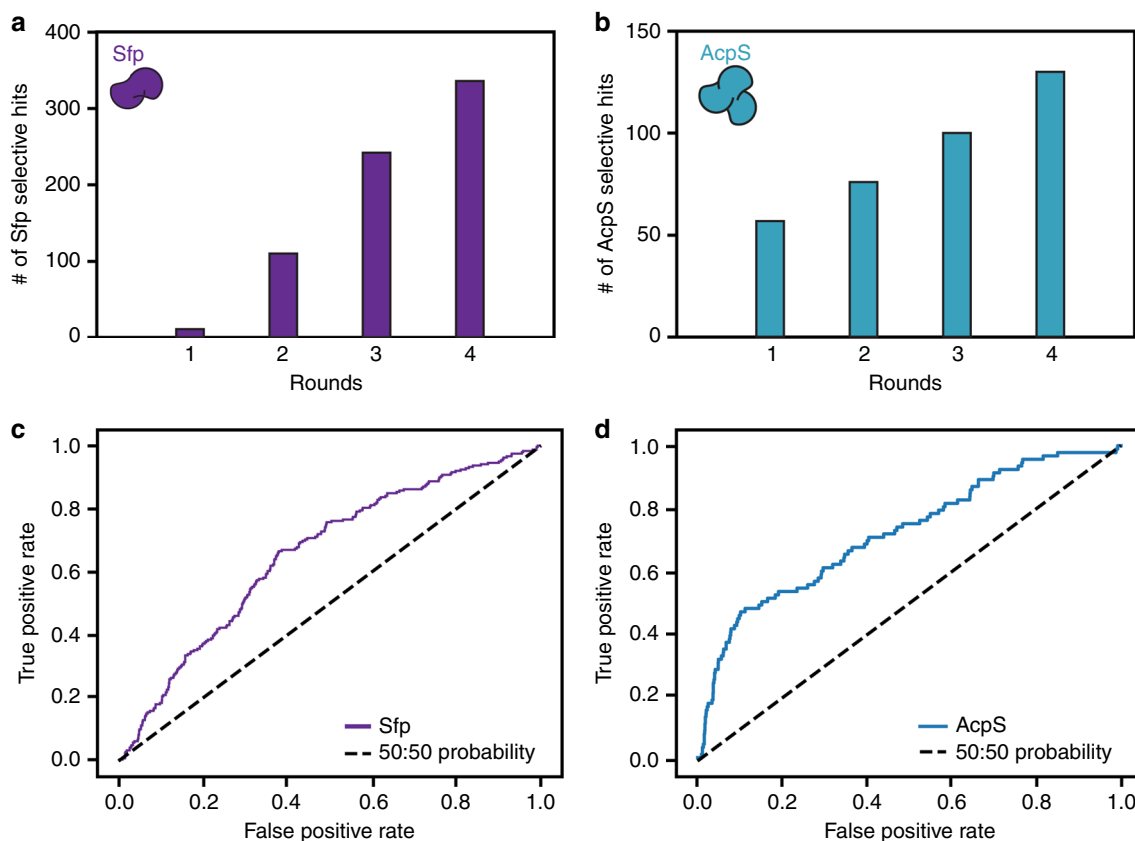 a
Sfp
# of Sfp selective hits
400
300
200
100
0
1 2 3 4
Rounds
b
AcpS
# of AcpS selective hits
150
100
50
0
1 2 3 4
Rounds
c
True positive rate
1.0
0.8
0.6
0.4
0.2
0.0
Sfp
50:50 probability
0.0 0.2 0.4 0.6 0.8 1.0
False positive rate
d
True positive rate
1.0
0.8
0.6
0.4
0.2
0.0
AcpS
50:50 probability
0.0 0.2 0.4 0.6 0.8 1.0
False positive rate